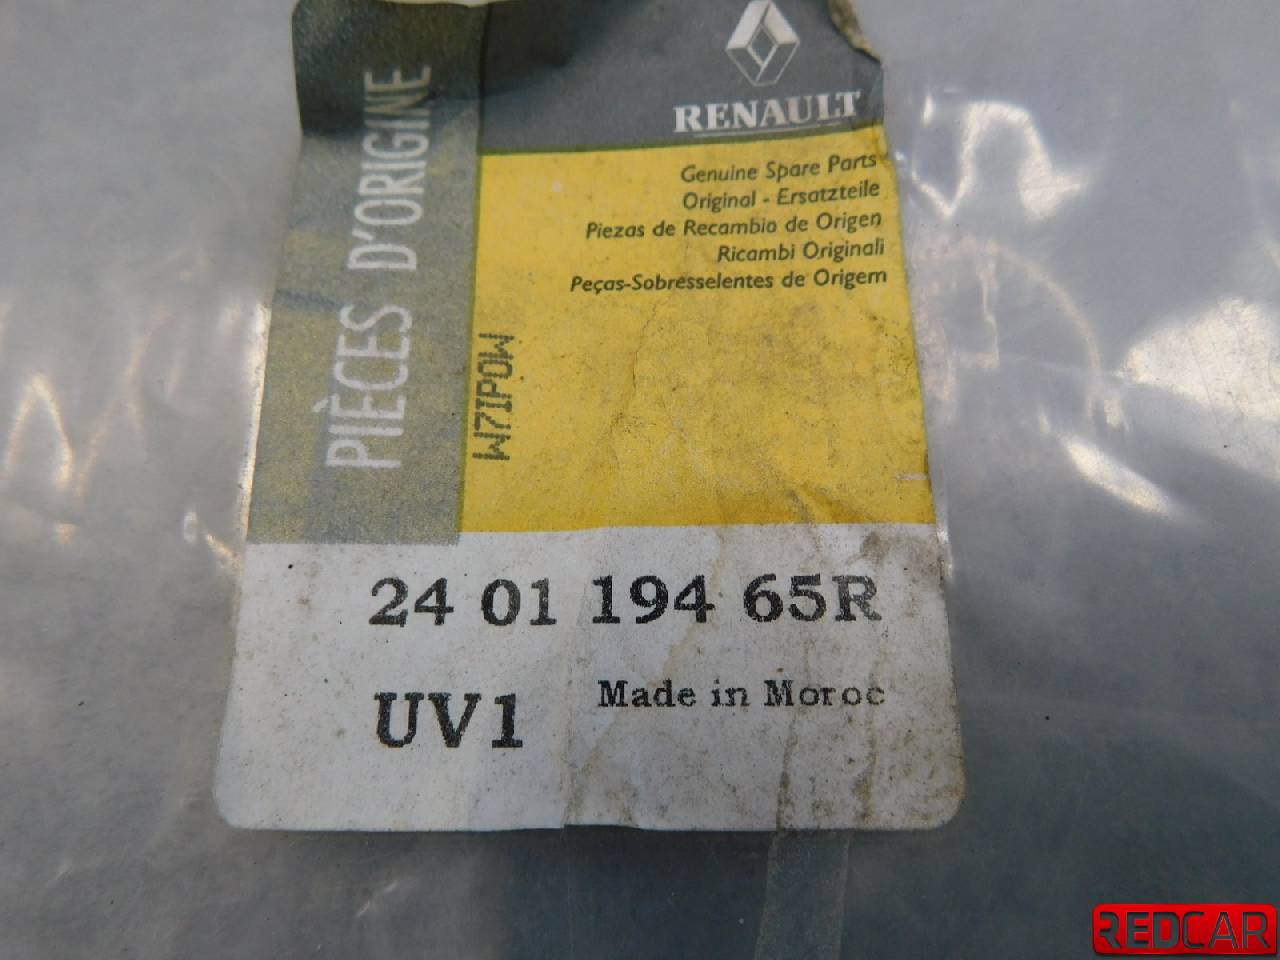 RENAULT
PIÈCES D'ORIGINE
Genuine Spare Parts
Original - Ersatzteile
Piezas de Recambio de Origen
Ricambi Originali
Peças-Sobresselentes de Origem
W7IPOW
24 01 194 65R
UV1
Made in Moroc
REDCAR